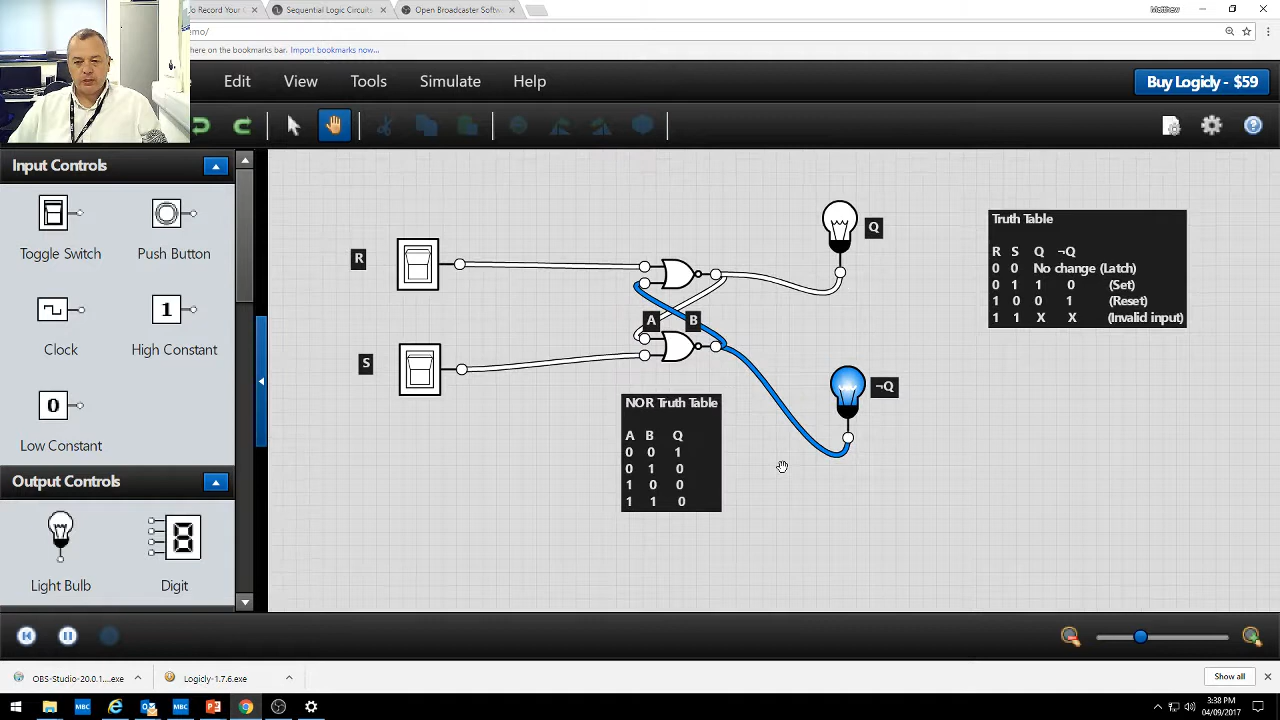 o Record Your C
Sequential Logic Circuits
Open Broadcaster Softw
Matthew
emo/
here on the bookmarks bar. Import bookmarks now...
Edit
View
Tools
Simulate
Help
Buy Logicly - $59
Input Controls
Toggle Switch
Push Button
1
Clock
High Constant
0
Low Constant
Output Controls
8
Light Bulb
Digit
R
S
A
B
Q
¬Q
NOR Truth Table
A B Q
0 0 1
0 1 0
1 0 0
1 1 0
Truth Table
R S Q ¬Q
0 0 No change (Latch)
0 1 1 0 (Set)
1 0 0 1 (Reset)
1 1 X X (Invalid input)
OBS-Studio-20.0.1....exe
Logicly-1.7.6.exe
Show all
MBC
MBC
3:38 PM
04/09/2017